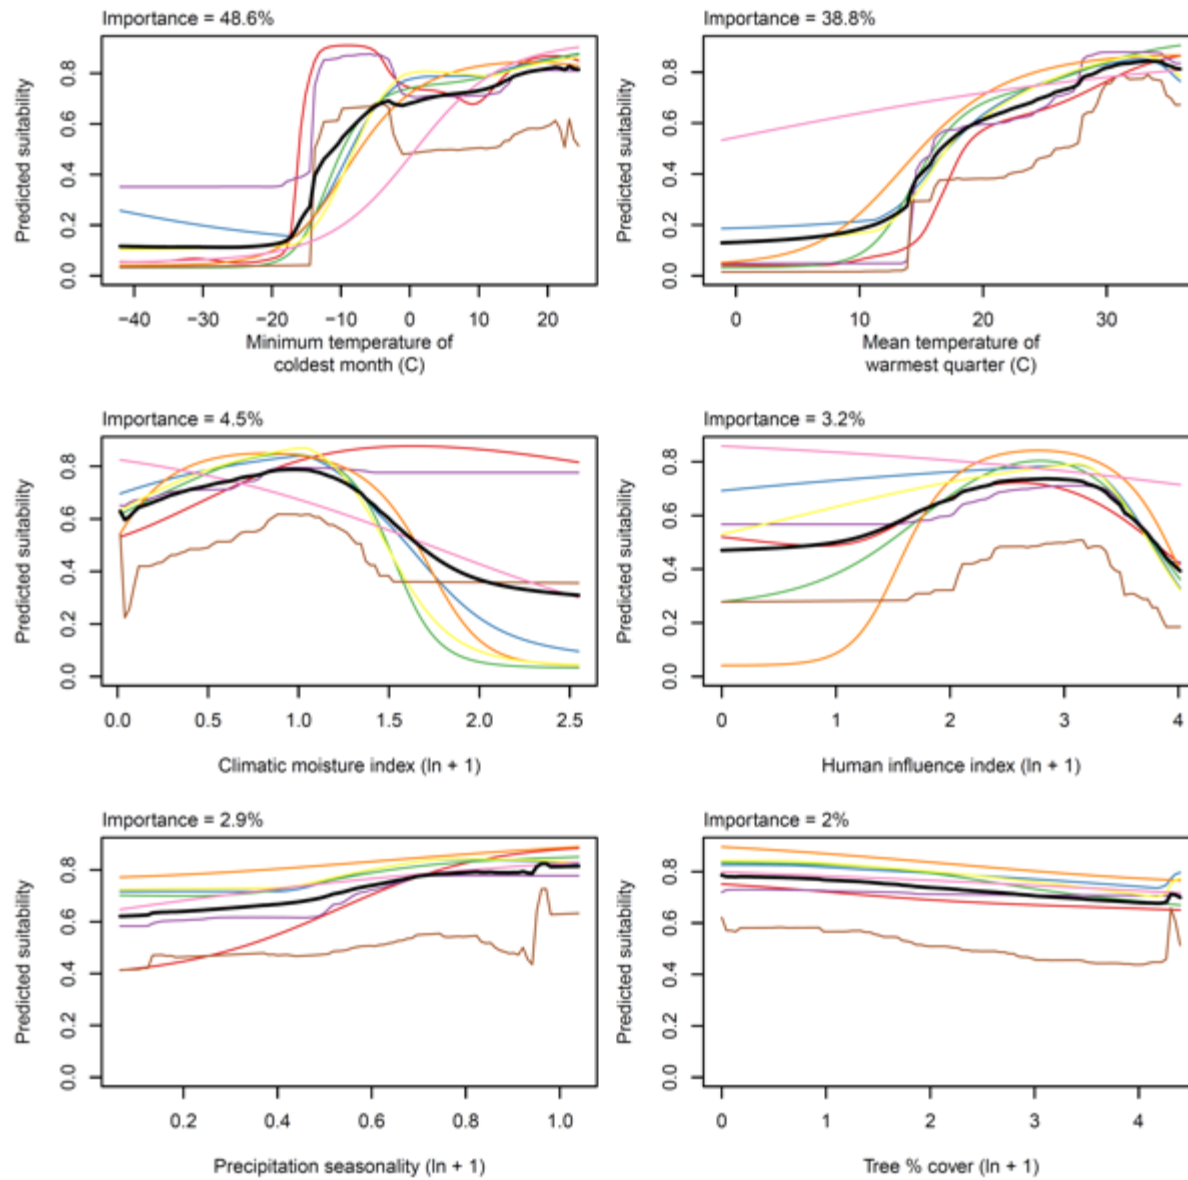 Importance = 48.6%
Predicted suitability
0.0 0.2 0.4 0.6 0.8
−40 −30 −20 −10 0 10 20
Minimum temperature of
coldest month (C)
Importance = 38.8%
Predicted suitability
0.0 0.2 0.4 0.6 0.8
0 10 20 30
Mean temperature of
warmest quarter (C)
Importance = 4.5%
Predicted suitability
0.0 0.2 0.4 0.6 0.8
0.0 0.5 1.0 1.5 2.0 2.5
Climatic moisture index (ln + 1)
Importance = 3.2%
Predicted suitability
0.0 0.2 0.4 0.6 0.8
0 1 2 3 4
Human influence index (ln + 1)
Importance = 2.9%
Predicted suitability
0.0 0.2 0.4 0.6 0.8
0.2 0.4 0.6 0.8 1.0
Precipitation seasonality (ln + 1)
Importance = 2%
Predicted suitability
0.0 0.2 0.4 0.6 0.8
0 1 2 3 4
Tree % cover (ln + 1)